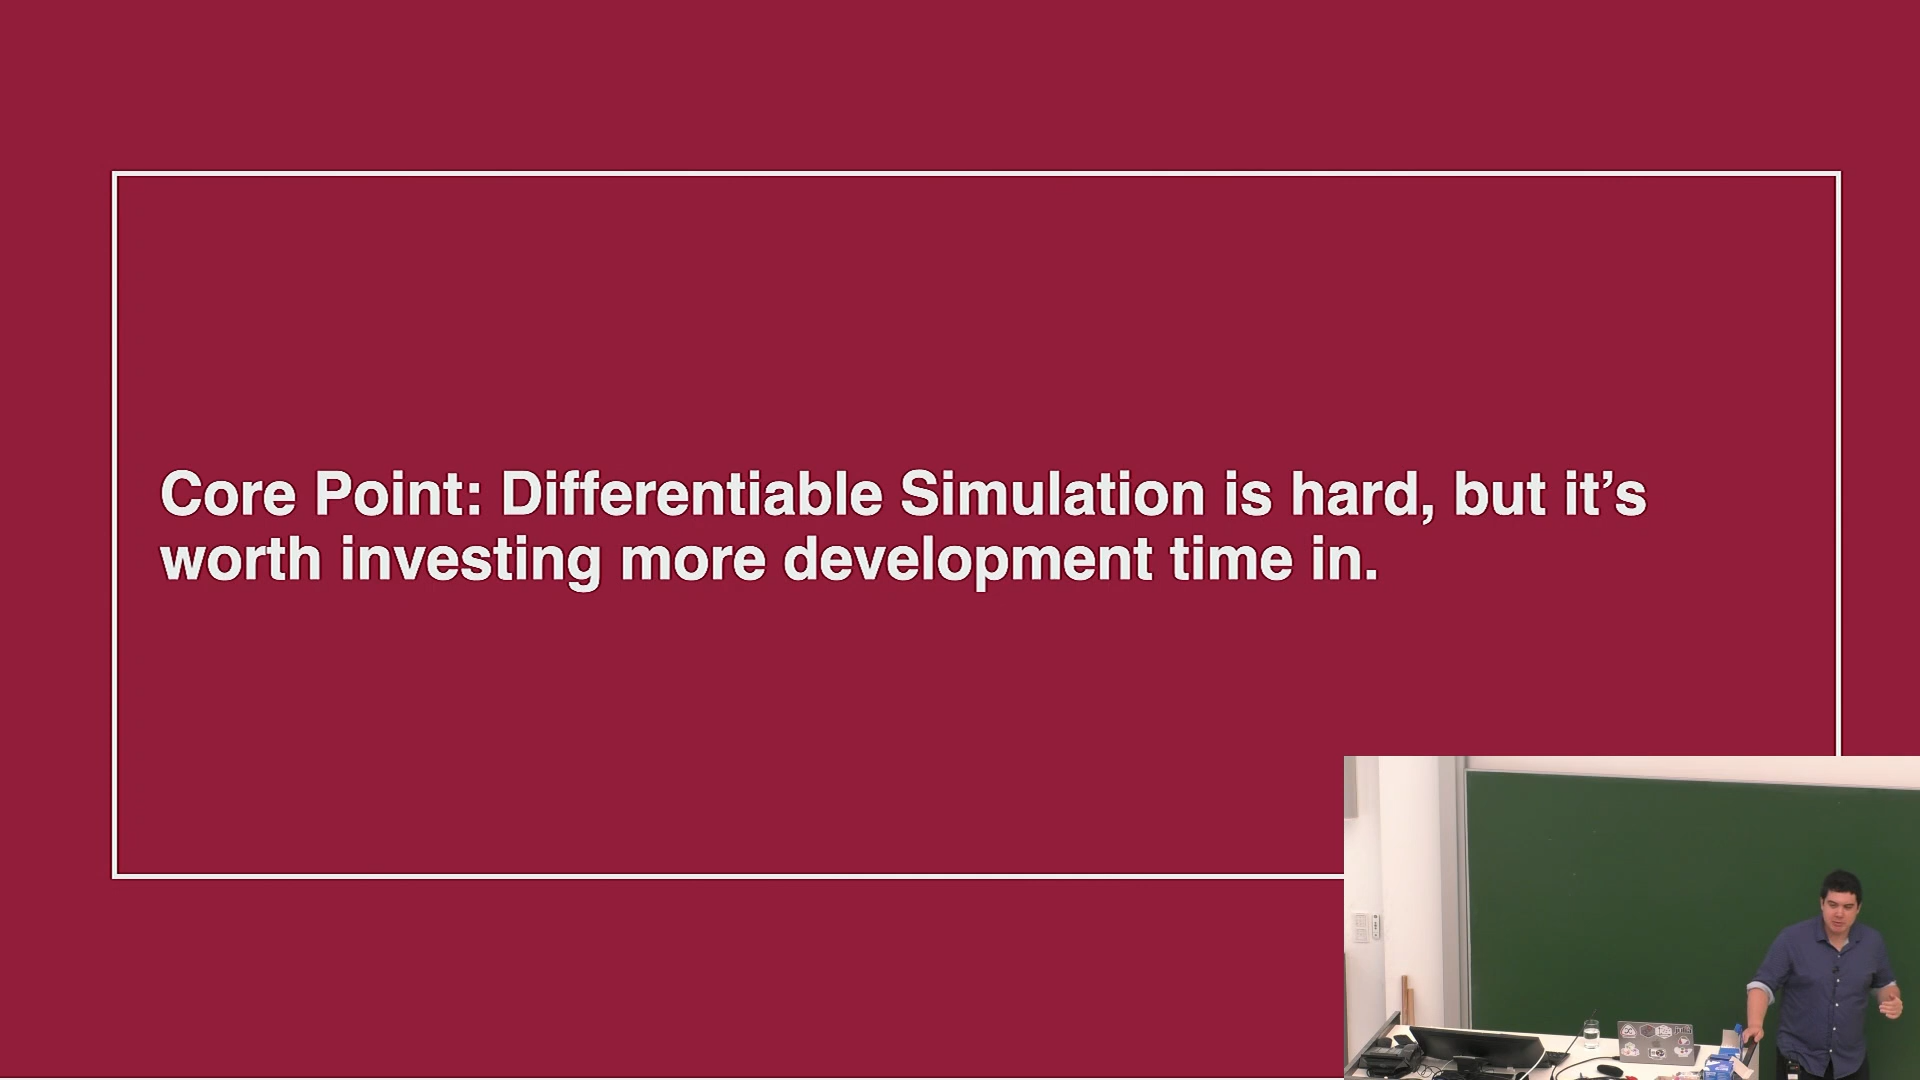 Core Point: Differentiable Simulation is hard, but it’s
worth investing more development time in.